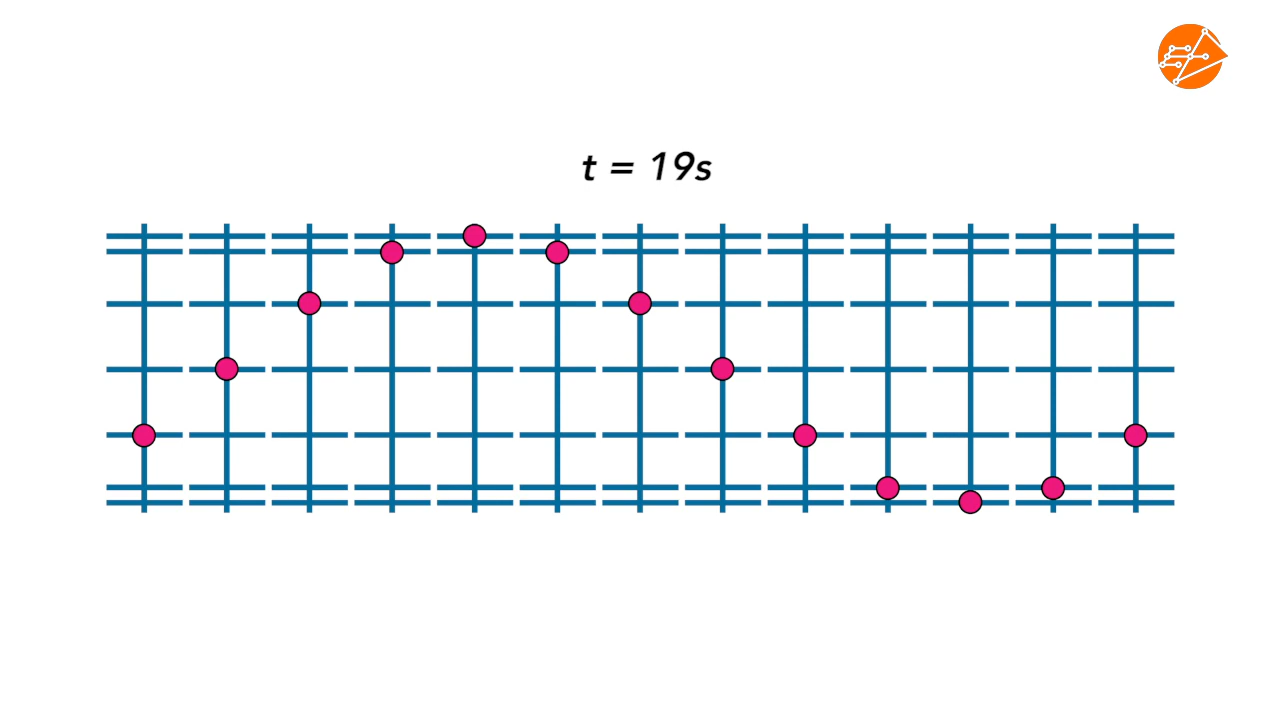 t = 19s